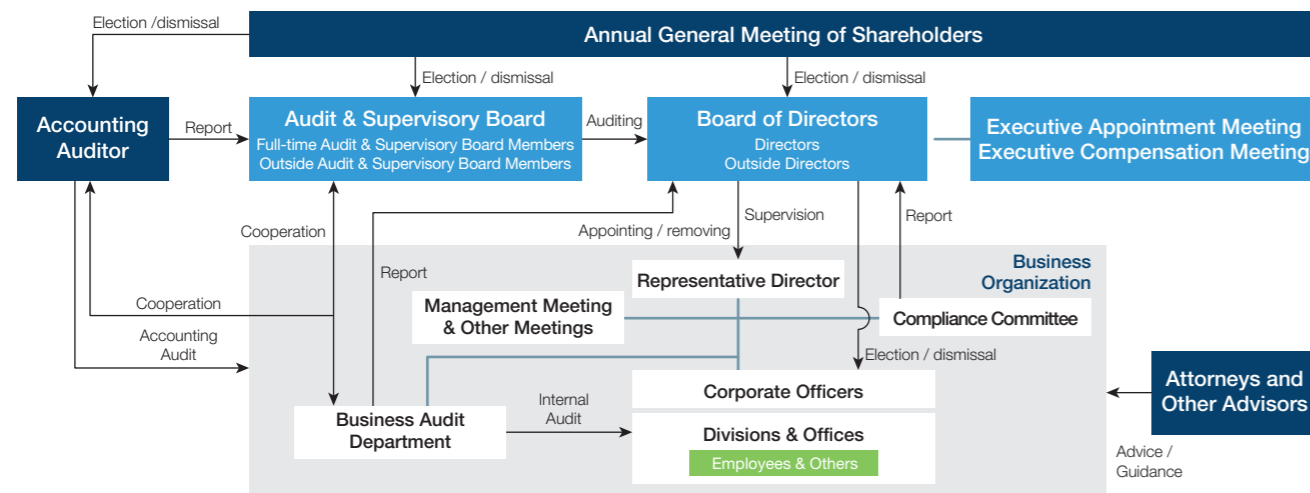 Election /dismissal
Annual General Meeting of Shareholders
Election / dismissal
Election / dismissal
Accounting
Auditor
Report
Audit & Supervisory Board
Full-time Audit & Supervisory Board Members
Outside Audit & Supervisory Board Members
Auditing
Board of Directors
Directors
Outside Directors
Executive Appointment Meeting
Executive Compensation Meeting
Cooperation
Appointing / removing
Supervision
Report
Report
Business
Organization
Representative Director
Cooperation
Management Meeting
& Other Meetings
Compliance Committee
Accounting
Audit
Election / dismissal
Corporate Officers
Attorneys and
Other Advisors
Business Audit
Department
Internal
Audit
Divisions & Offices
Employees & Others
Advice /
Guidance